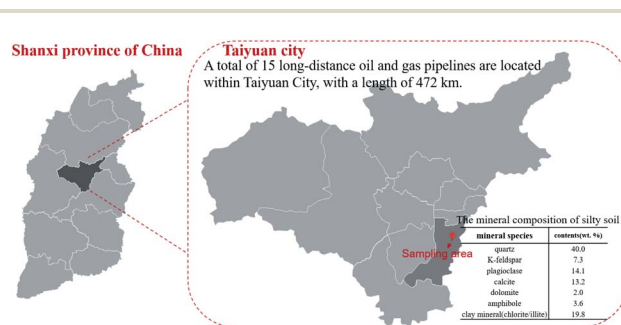 Shanxi province of China
Taiyuan city
A total of 15 long-distance oil and gas pipelines are located
within Taiyuan City, with a length of 472 km.
The mineral composition of silty soil
mineral species contents(wt. %)
quartz 40.0
K-feldspar 7.3
plagioclase 14.1
calcite 13.2
dolomite 2.0
amphibole 3.6
clay mineral(chlorite/illite) 19.8
Sampling area